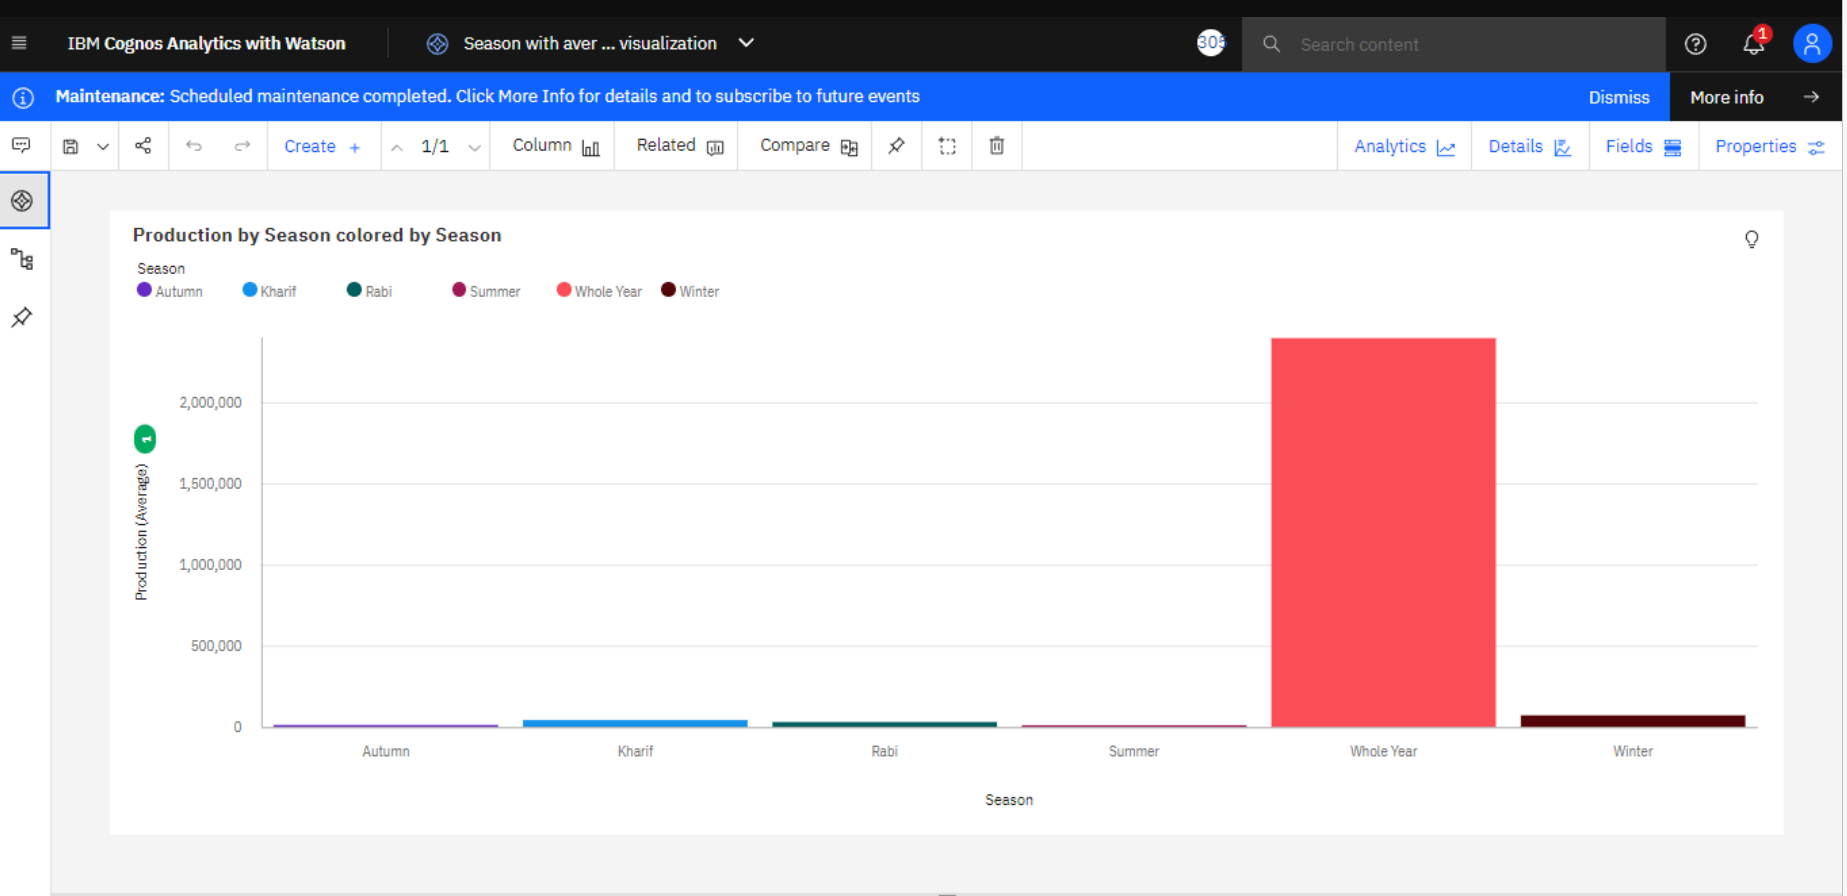 IBM Cognos Analytics with Watson
Season with aver ... visualization
305
Search content
1
Maintenance: Scheduled maintenance completed. Click More Info for details and to subscribe to future events
Dismiss
More info
Create +
1/1
Column
Related
Compare
Analytics
Details
Fields
Properties
Production by Season colored by Season
Season
Autumn Kharif Rabi Summer Whole Year Winter
2,000,000
1,500,000
1,000,000
500,000
0
Production (Average) 1
Autumn Kharif Rabi Summer Whole Year Winter
Season